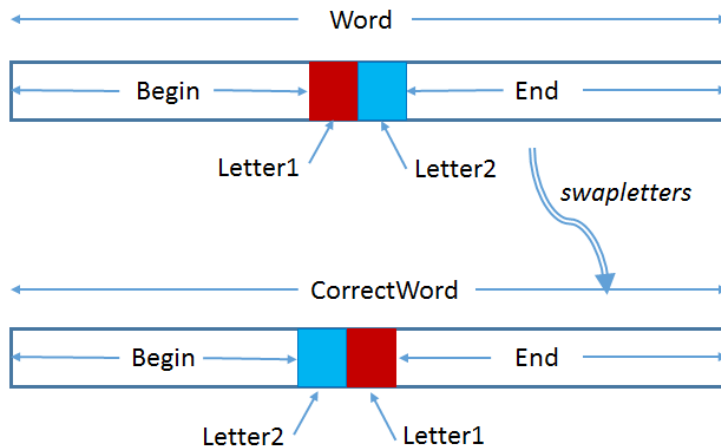 Word
Begin End
Letter1 Letter2
swapletters
CorrectWord
Begin End
Letter2 Letter1